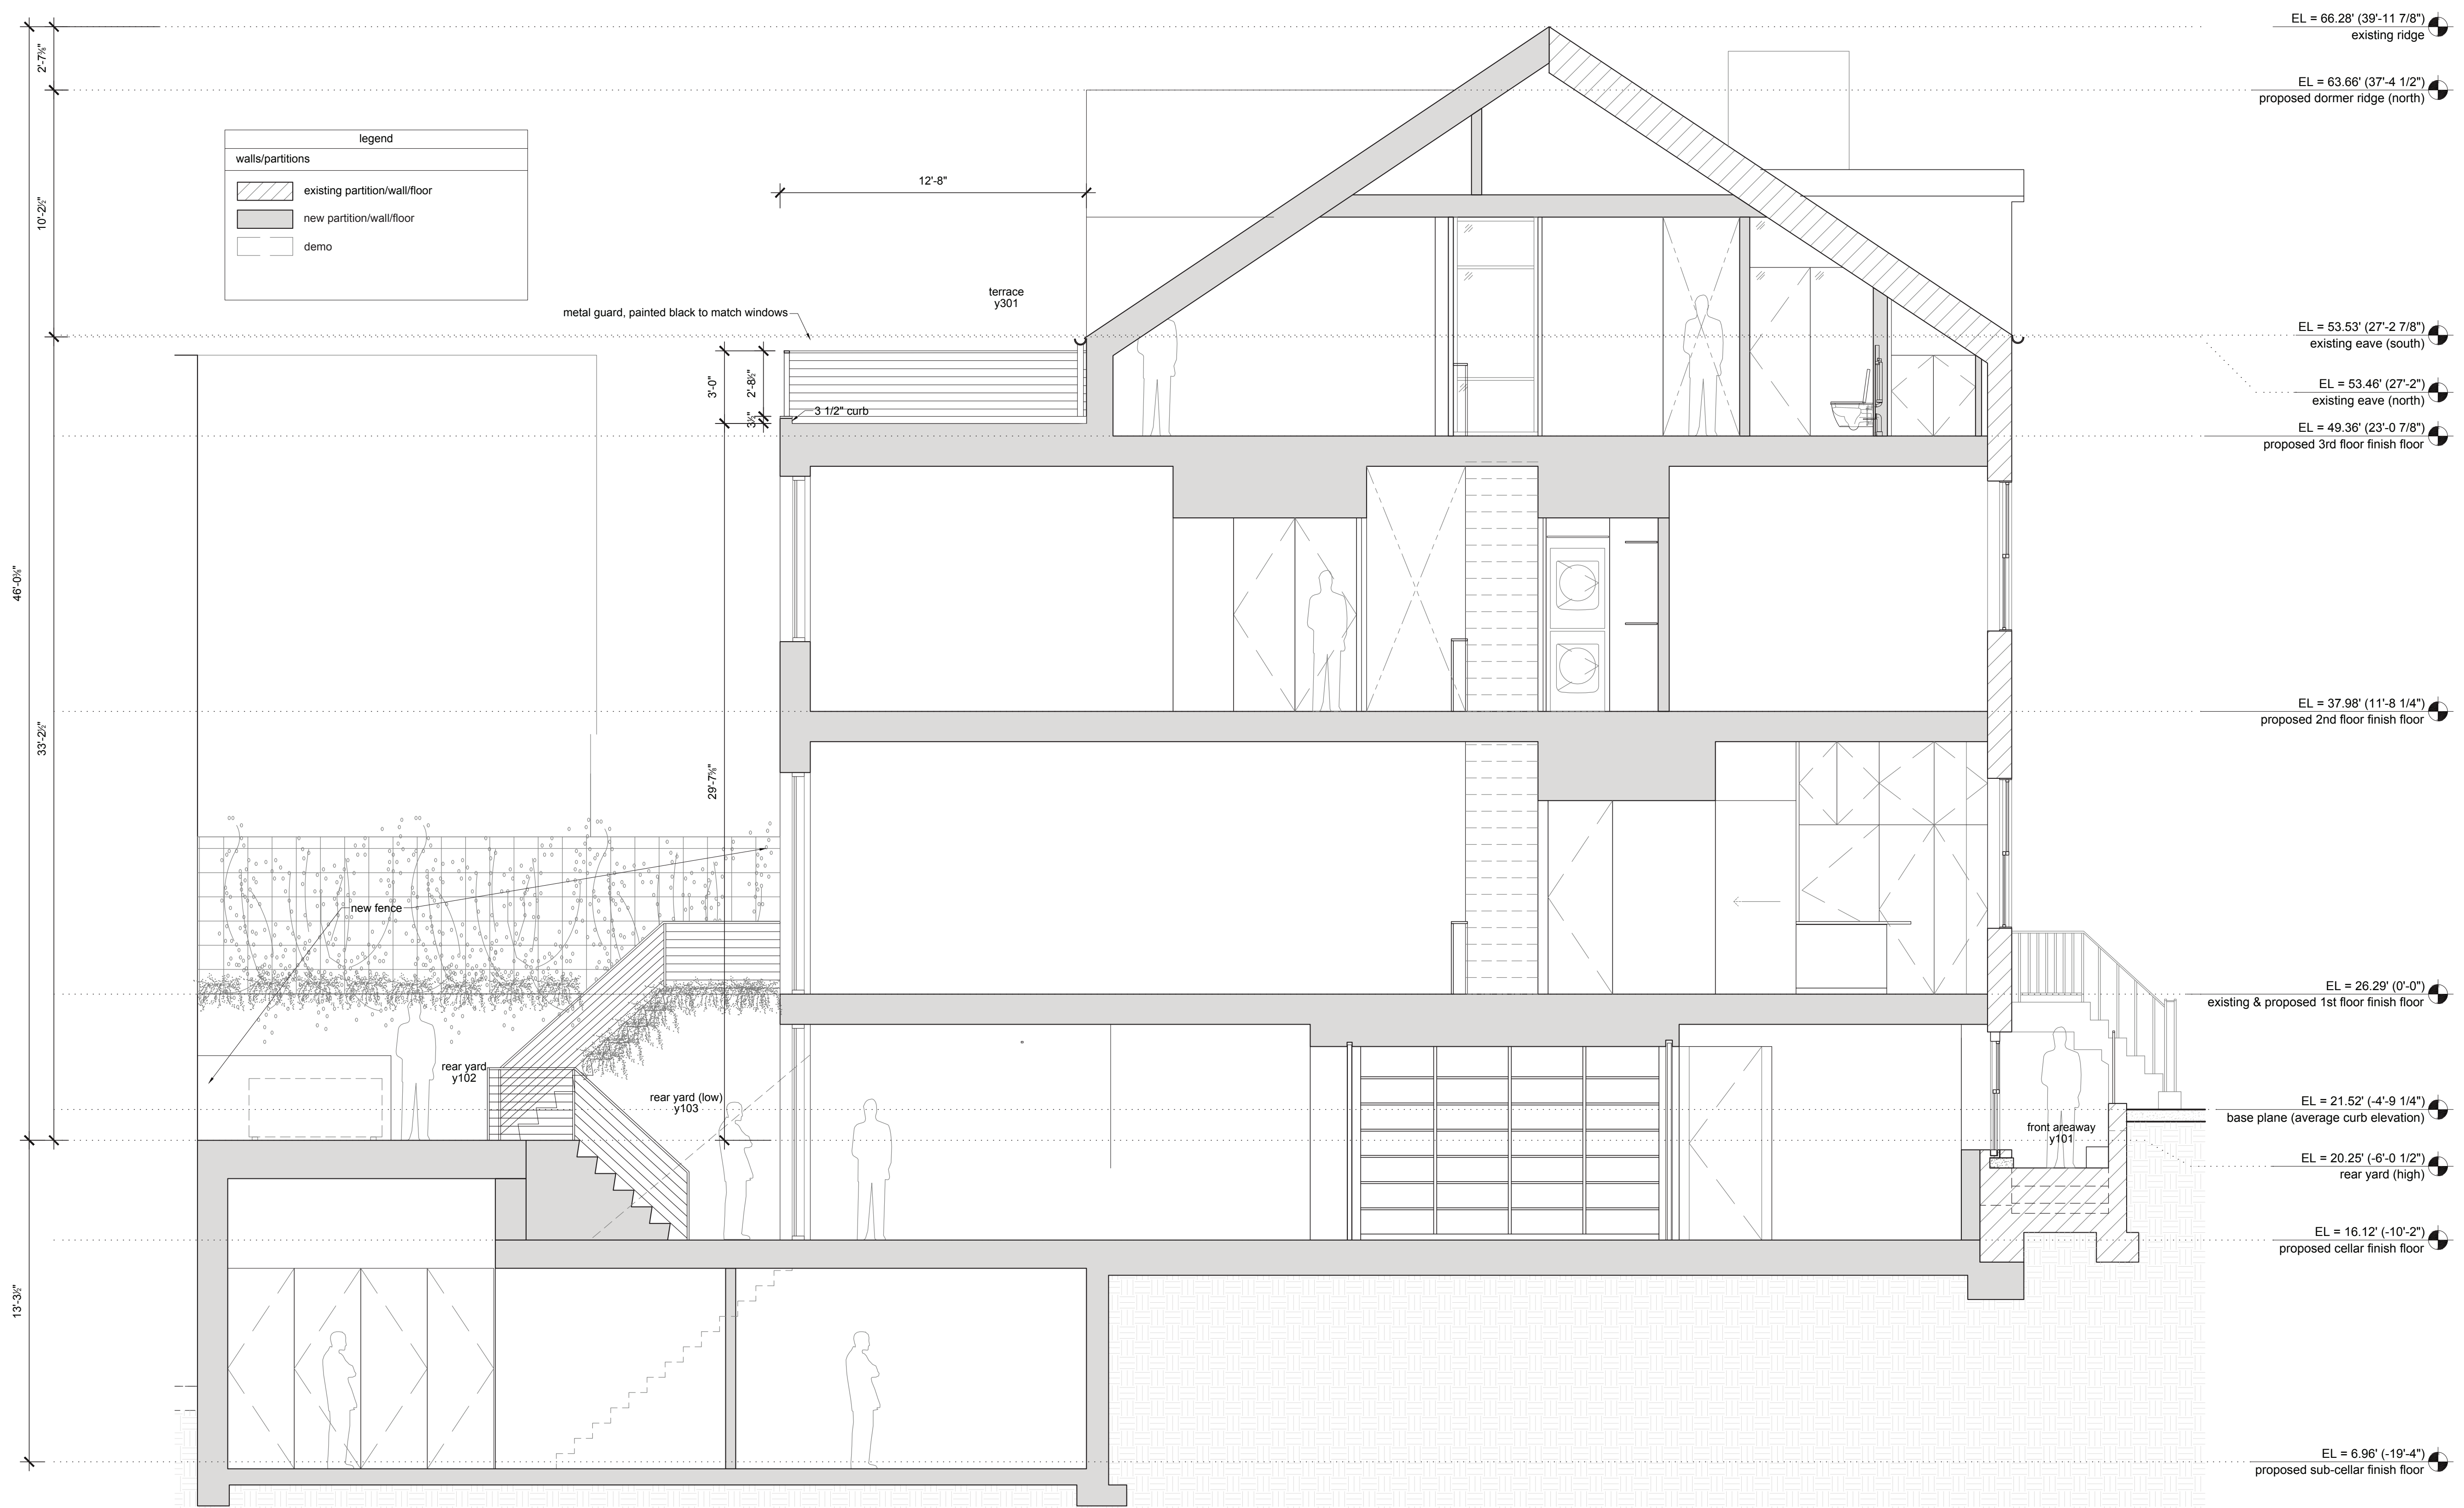 EL = 66.28' (39'-11 7/8")
existing ridge
2'-7⅜"
EL = 63.66' (37'-4 1/2")
proposed dormer ridge (north)
legend
walls/partitions
existing partition/wall/floor
new partition/wall/floor
demo
12'-8"
10'-2½"
terrace
y301
metal guard, painted black to match windows
EL = 53.53' (27'-2 7/8")
existing eave (south)
EL = 53.46' (27'-2")
existing eave (north)
3'-0"
2'-8½"
3½"
3 1/2" curb
EL = 49.36' (23'-0 7/8")
proposed 3rd floor finish floor
33'-2½"
29'-7⅝"
EL = 37.98' (11'-8 1/4")
proposed 2nd floor finish floor
new fence
EL = 26.29' (0'-0")
existing & proposed 1st floor finish floor
rear yard
y102
rear yard (low)
y103
EL = 21.52' (-4'-9 1/4")
base plane (average curb elevation)
front areaway
y101
EL = 20.25' (-6'-0 1/2")
rear yard (high)
EL = 16.12' (-10'-2")
proposed cellar finish floor
13'-3½"
EL = 6.96' (-19'-4")
proposed sub-cellar finish floor